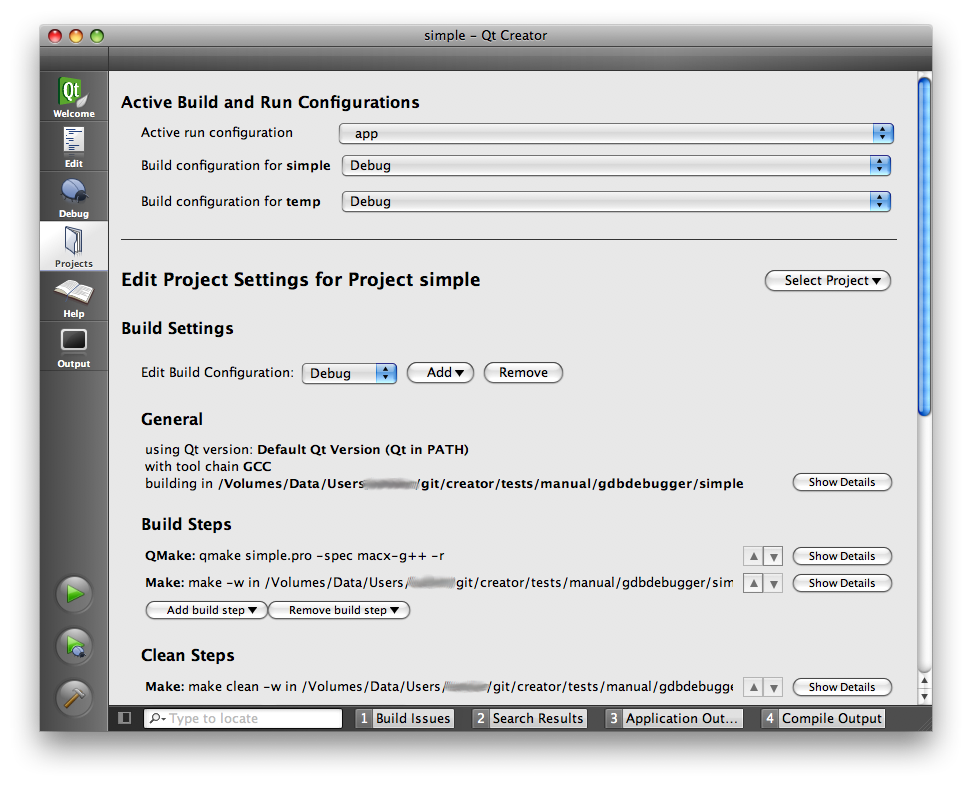 simple – Qt Creator
Qt
Welcome
Edit
Debug
Projects
Help
Output
Active Build and Run Configurations
Active run configuration app
Build configuration for simple Debug
Build configuration for temp Debug
Edit Project Settings for Project simple Select Project
Build Settings
Edit Build Configuration: Debug Add Remove
General
using Qt version: Default Qt Version (Qt in PATH)
with tool chain GCC
building in /Volumes/Data/Users /git/creator/tests/manual/gdbdebugger/simple Show Details
Build Steps
QMake: qmake simple.pro -spec macx-g++ -r Show Details
Make: make -w in /Volumes/Data/Users/ git/creator/tests/manual/gdbdebugger/sim Show Details
Add build step Remove build step
Clean Steps
Make: make clean -w in /Volumes/Data/Users/ /git/creator/tests/manual/gdbdebugge Show Details
Type to locate 1 Build Issues 2 Search Results 3 Application Out... 4 Compile Output